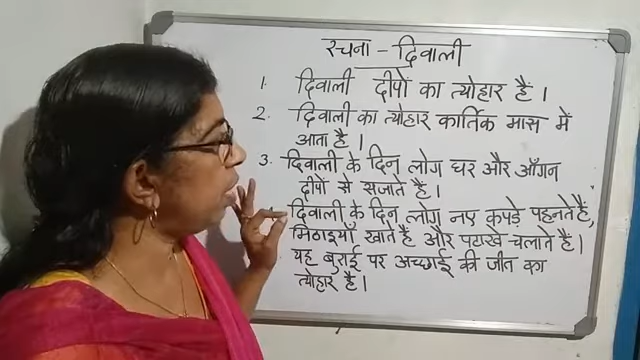 रचना - दिवाली
1. दिवाली दीपों का त्योहार हैं ।
2. दिवाली का त्योहार कार्तिक मास में
आता है ।
3. दिवाली के दिन लोग घर और आँगन
दीपों से सजाते हैं ।
दिवाली के दिन लोग नए कपड़े पहनते हैं,
मिठाइयाँ खाते हैं और पटाखे चलाते हैं ।
यह बुराई पर अच्छाई की जीत का
त्योहार है ।